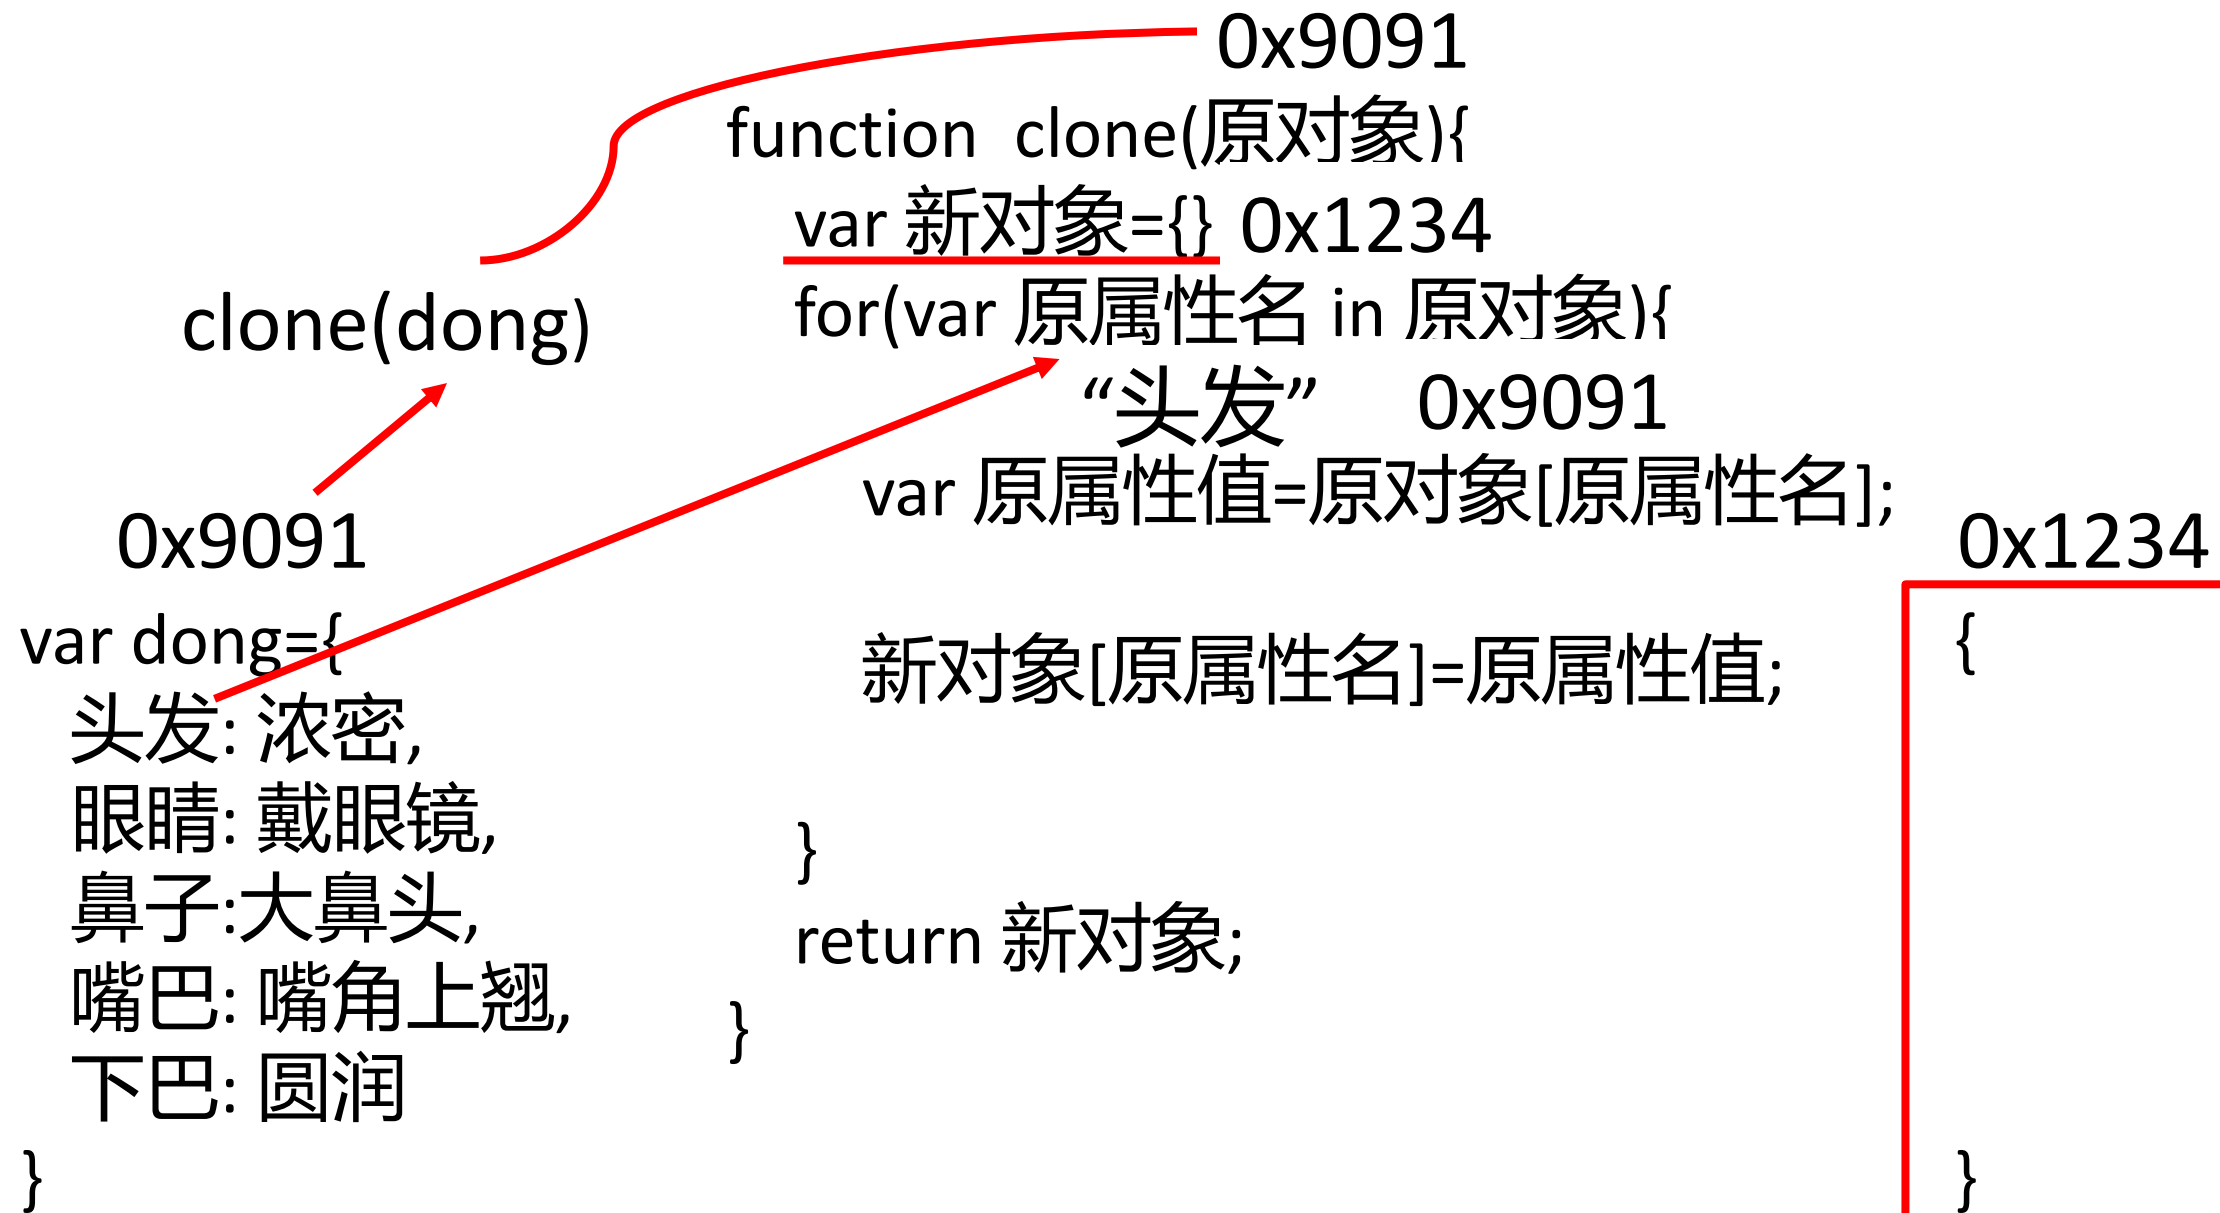 0x9091
function  clone(原对象){
var 新对象={} 0x1234
for(var 原属性名 in 原对象){
“头发” 0x9091
var 原属性值=原对象[原属性名];
新对象[原属性名]=原属性值;
}
return 新对象;
}
clone(dong)
0x9091
var dong={
头发: 浓密,
眼睛: 戴眼镜,
鼻子:大鼻头,
嘴巴: 嘴角上翘,
下巴: 圆润
}
0x1234
{
}